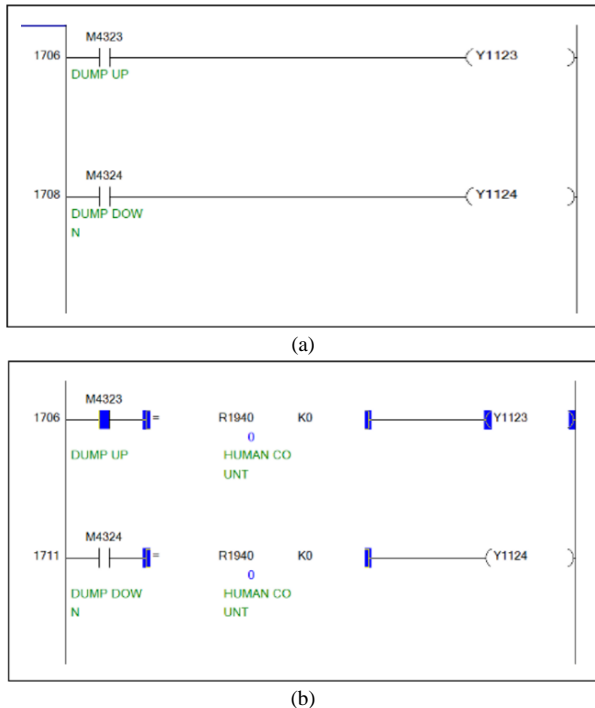 M4323
1706 Y1123
DUMP UP
M4324
1708 Y1124
DUMP DOW
N
(a)
M4323
1706 = R1940 K0 Y1123
0
DUMP UP HUMAN CO
UNT
M4324
1711 = R1940 K0 Y1124
0
DUMP DOW HUMAN CO
N UNT
(b)